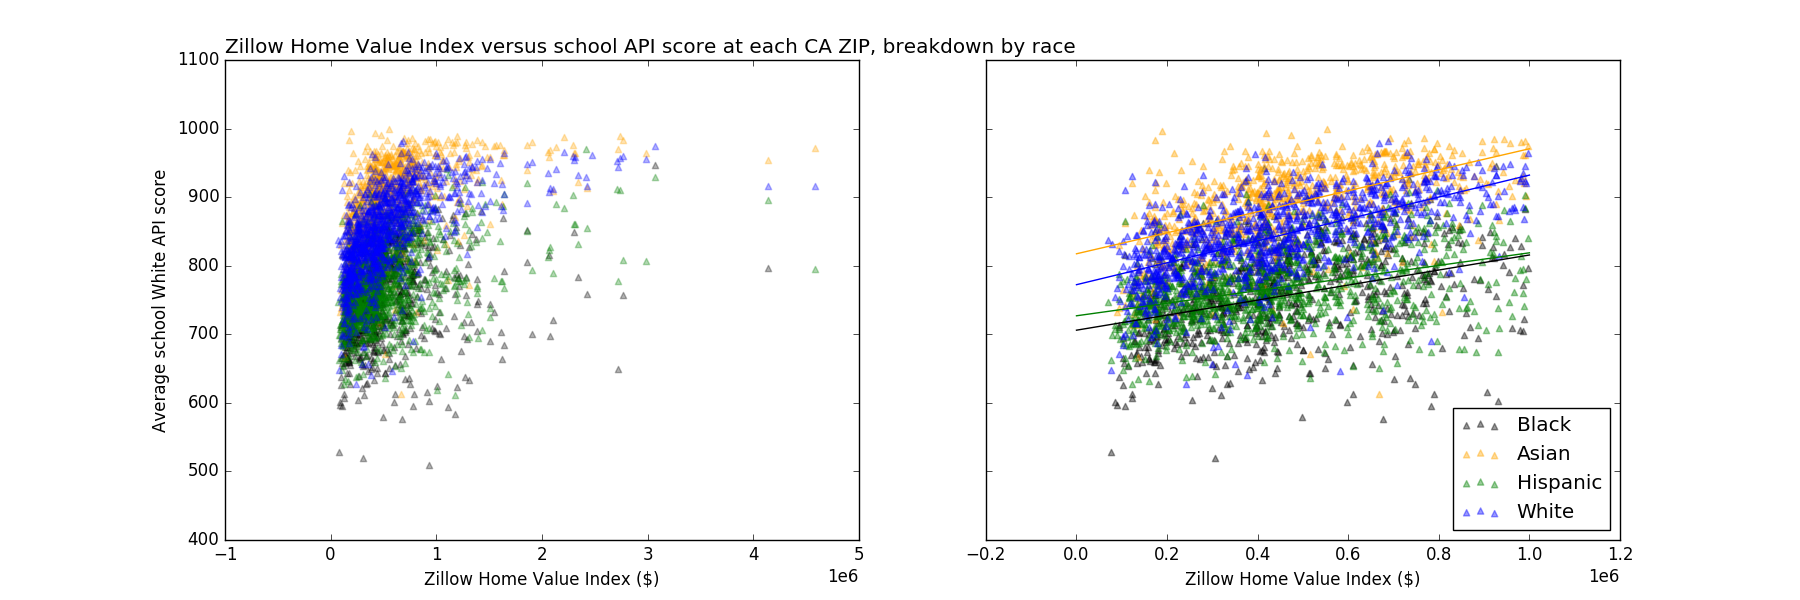 Zillow Home Value Index versus school API score at each CA ZIP, breakdown by race
1100
1000
900
800
700
600
500
400
Average school White API score
−1 0 1 2 3 4 5
1e6
Zillow Home Value Index ($)
−0.2 0.0 0.2 0.4 0.6 0.8 1.0 1.2
1e6
Zillow Home Value Index ($)
Black
Asian
Hispanic
White